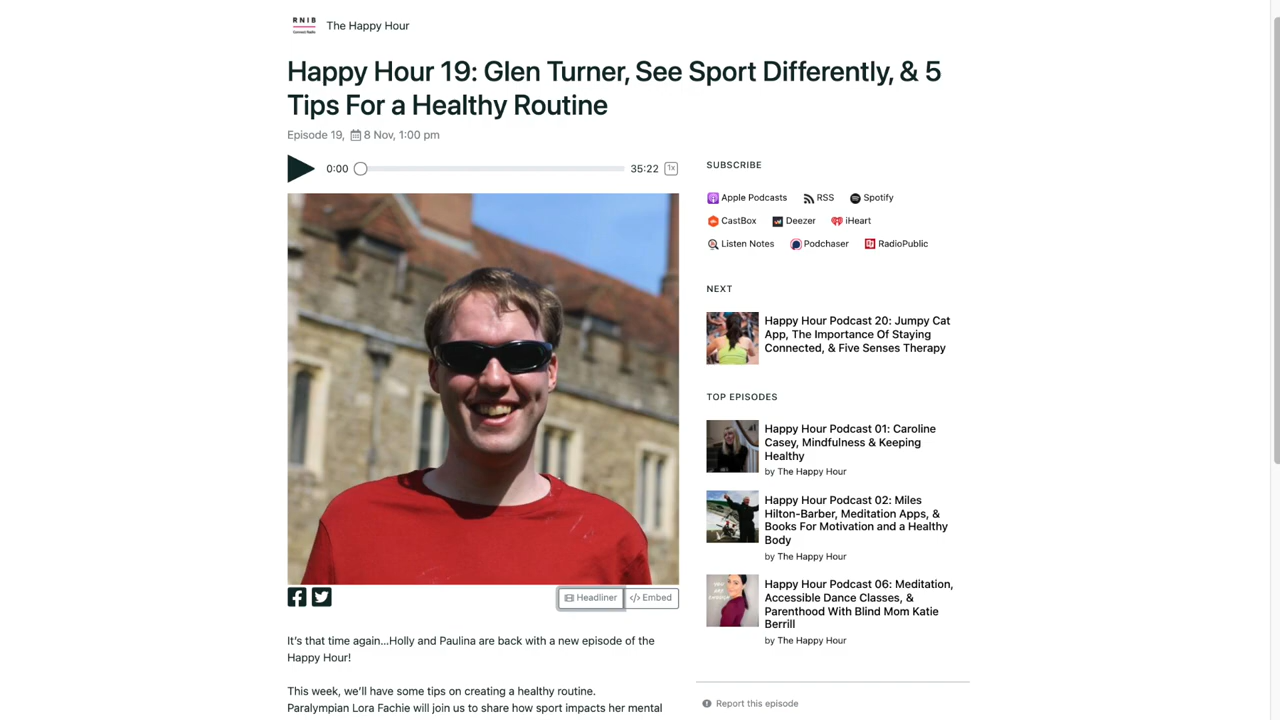 RNIB
Connect Radio
The Happy Hour
Happy Hour 19: Glen Turner, See Sport Differently, & 5
Tips For a Healthy Routine
Episode 19, 8 Nov, 1:00 pm
0:00
35:22
1x
SUBSCRIBE
Apple Podcasts
RSS
Spotify
CastBox
Deezer
iHeart
Listen Notes
Podchaser
RadioPublic
NEXT
Happy Hour Podcast 20: Jumpy Cat
App, The Importance Of Staying
Connected, & Five Senses Therapy
TOP EPISODES
Happy Hour Podcast 01: Caroline
Casey, Mindfulness & Keeping
Healthy
by The Happy Hour
Happy Hour Podcast 02: Miles
Hilton-Barber, Meditation Apps, &
Books For Motivation and a Healthy
Body
by The Happy Hour
Happy Hour Podcast 06: Meditation,
Accessible Dance Classes, &
Parenthood With Blind Mom Katie
Berrill
by The Happy Hour
Report this episode
Headliner
</> Embed
It's that time again...Holly and Paulina are back with a new episode of the
Happy Hour!
This week, we'll have some tips on creating a healthy routine.
Paralympian Lora Fachie will join us to share how sport impacts her mental